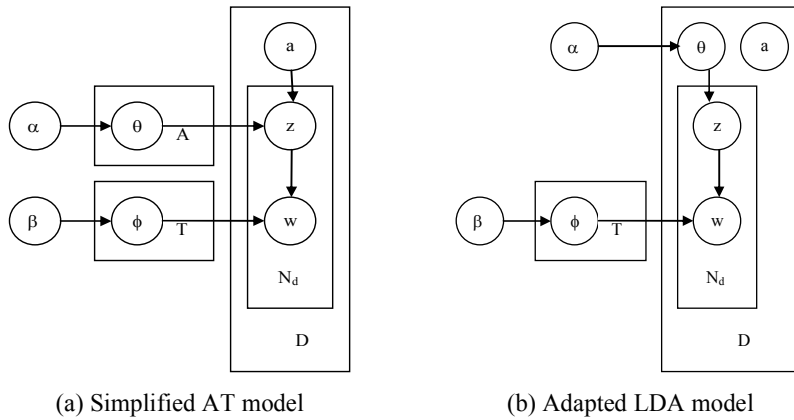 a
α
θ
A
z
β
ϕ
T
w
N_d
D
(a) Simplified AT model
α
θ
a
z
β
ϕ
T
w
N_d
D
(b) Adapted LDA model